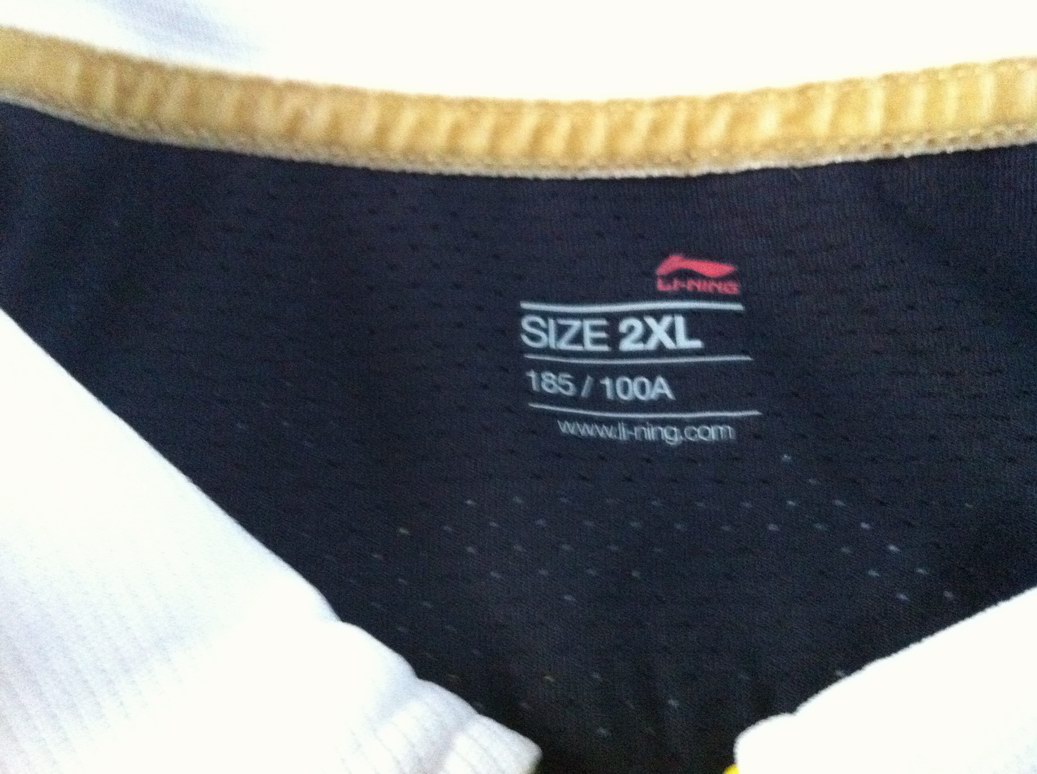 LI-NING
SIZE 2XL
185 / 100A
www.li-ning.com